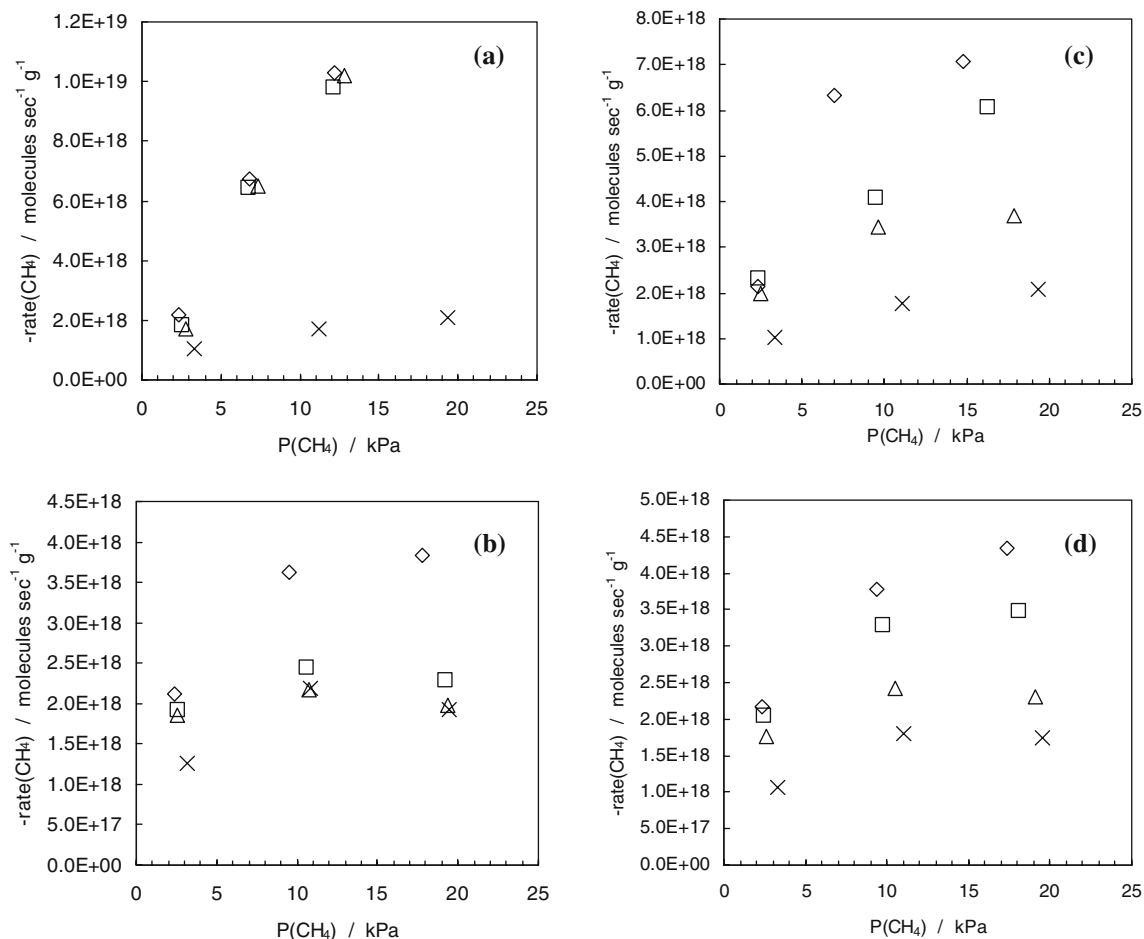 (a)
1.2E+19
1.0E+19
8.0E+18
6.0E+18
4.0E+18
2.0E+18
0.0E+00
-rate(CH4) / molecules sec-1 g-1
0 5 10 15 20 25
P(CH4) / kPa
(c)
8.0E+18
7.0E+18
6.0E+18
5.0E+18
4.0E+18
3.0E+18
2.0E+18
1.0E+18
0.0E+00
-rate(CH4) / molecules sec-1 g-1
0 5 10 15 20 25
P(CH4) / kPa
(b)
4.5E+18
4.0E+18
3.5E+18
3.0E+18
2.5E+18
2.0E+18
1.5E+18
1.0E+18
5.0E+17
0.0E+00
-rate(CH4) / molecules sec-1 g-1
0 5 10 15 20 25
P(CH4) / kPa
(d)
5.0E+18
4.5E+18
4.0E+18
3.5E+18
3.0E+18
2.5E+18
2.0E+18
1.5E+18
1.0E+18
5.0E+17
0.0E+00
-rate(CH4) / molecules sec-1 g-1
0 5 10 15 20 25
P(CH4) / kPa